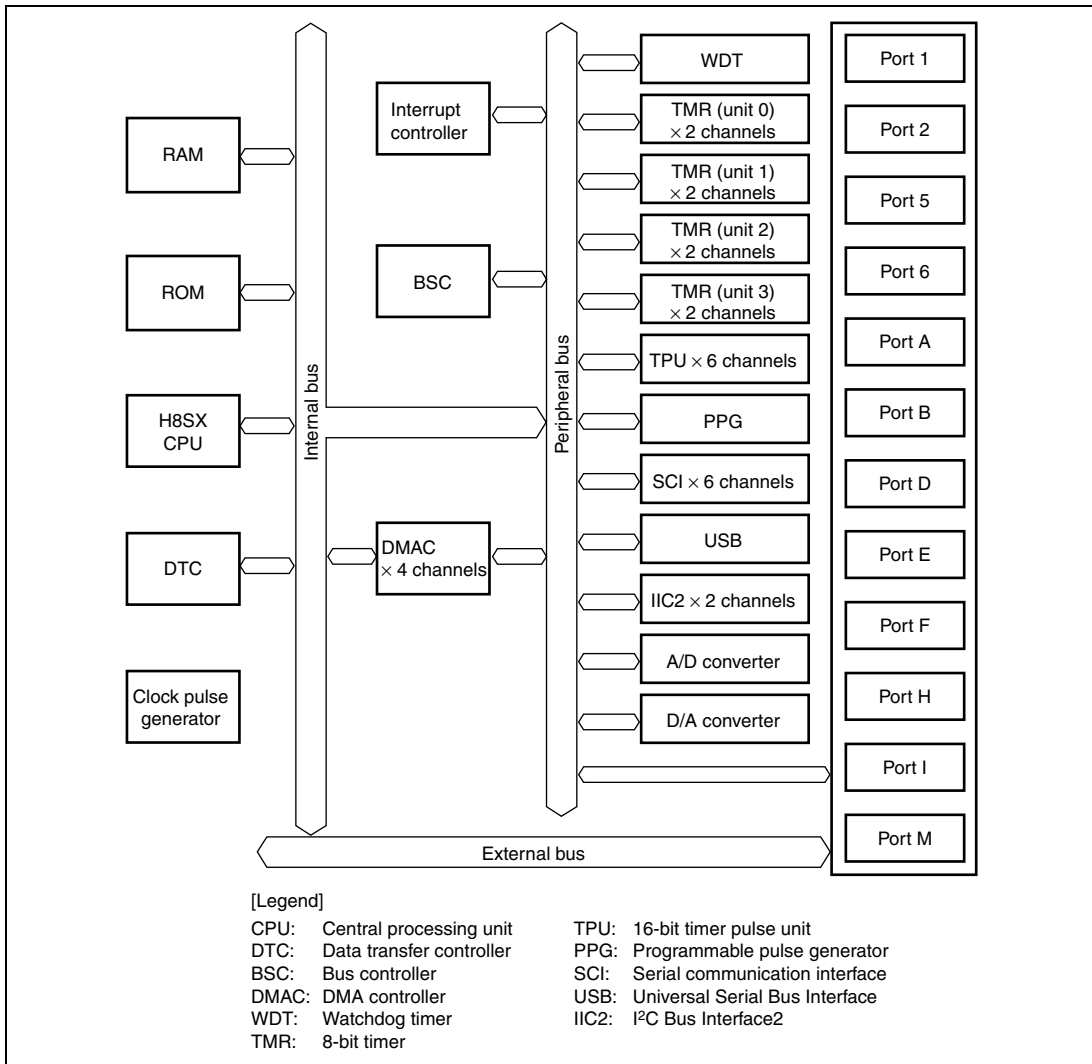 RAM
ROM
H8SX
CPU
DTC
Clock pulse
generator
Internal bus
Interrupt
controller
BSC
DMAC
× 4 channels
Peripheral bus
WDT
TMR (unit 0)
× 2 channels
TMR (unit 1)
× 2 channels
TMR (unit 2)
× 2 channels
TMR (unit 3)
× 2 channels
TPU × 6 channels
PPG
SCI × 6 channels
USB
IIC2 × 2 channels
A/D converter
D/A converter
Port 1
Port 2
Port 5
Port 6
Port A
Port B
Port D
Port E
Port F
Port H
Port I
Port M
External bus
[Legend]
CPU: Central processing unit
DTC: Data transfer controller
BSC: Bus controller
DMAC: DMA controller
WDT: Watchdog timer
TMR: 8-bit timer
TPU: 16-bit timer pulse unit
PPG: Programmable pulse generator
SCI: Serial communication interface
USB: Universal Serial Bus Interface
IIC2: I²C Bus Interface2